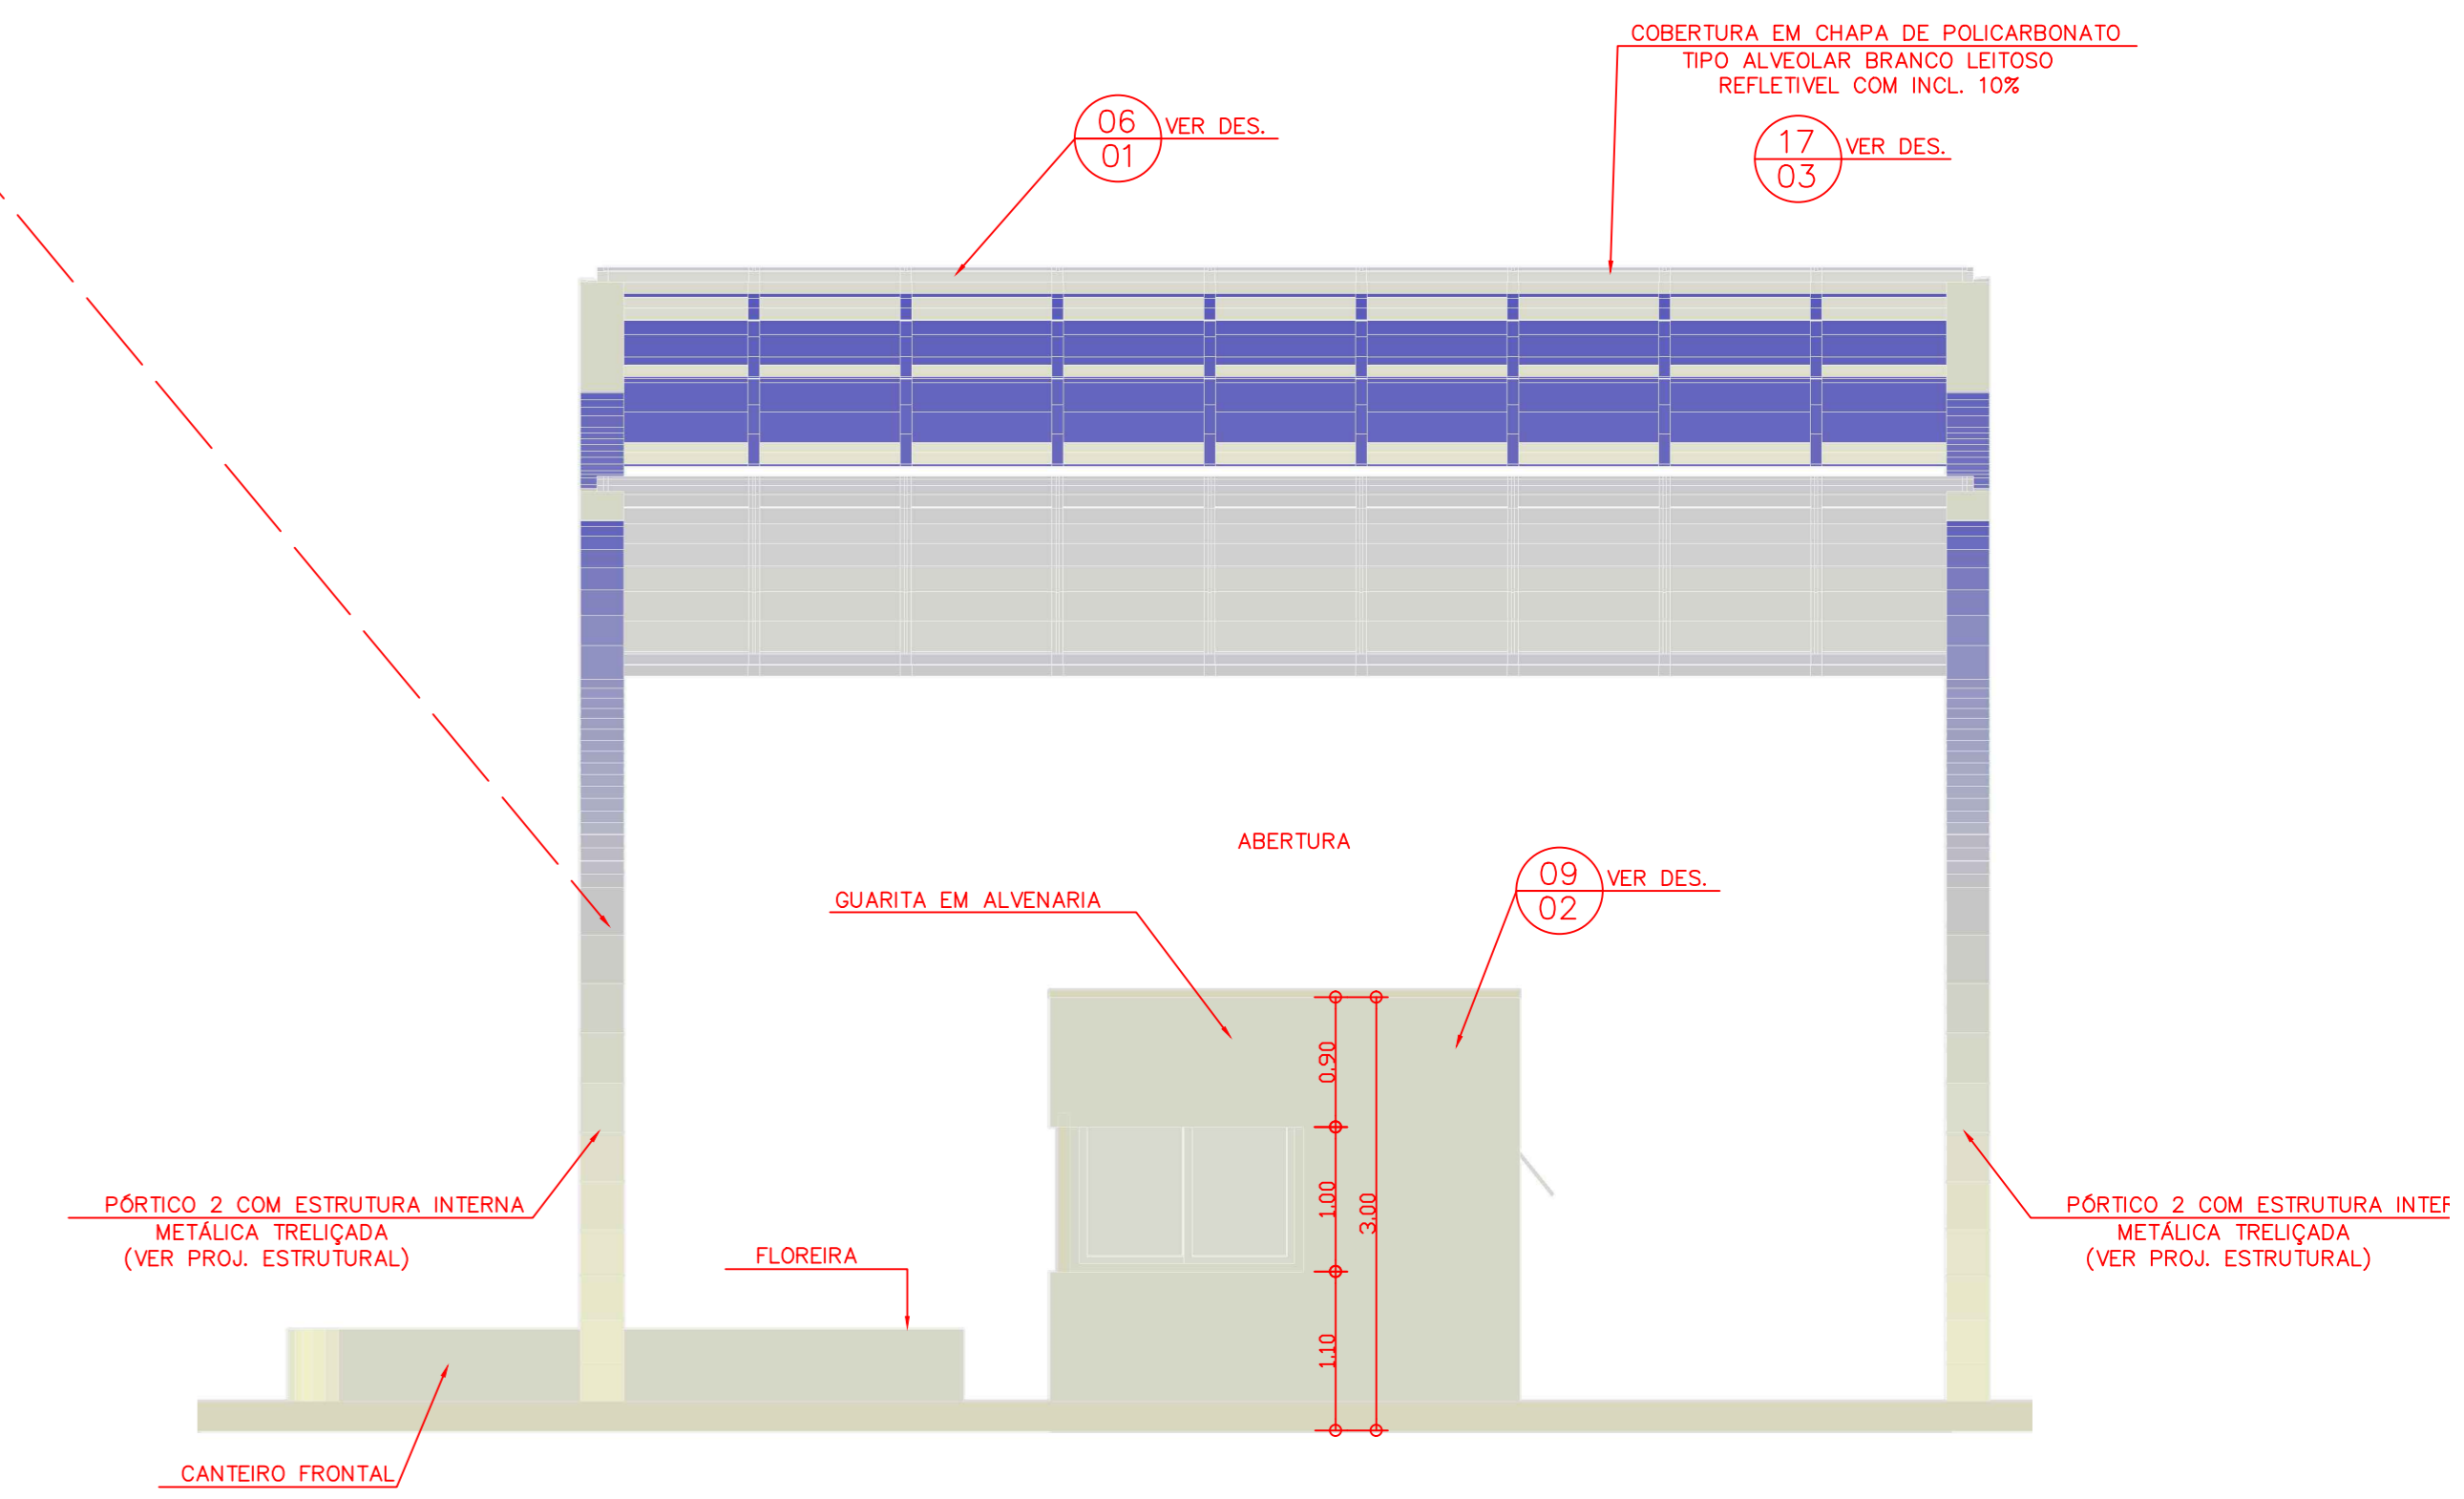 COBERTURA EM CHAPA DE POLICARBONATO
TIPO ALVEOLAR BRANCO LEITOSO
REFLETIVEL COM INCL. 10%
06
01
VER DES.
17
03
VER DES.
ABERTURA
GUARITA EM ALVENARIA
09
02
VER DES.
0,90
1,00
3,00
1,10
PÓRTICO 2 COM ESTRUTURA INTERNA
METÁLICA TRELIÇADA
(VER PROJ. ESTRUTURAL)
FLOREIRA
PÓRTICO 2 COM ESTRUTURA INTER
METÁLICA TRELIÇADA
(VER PROJ. ESTRUTURAL)
CANTEIRO FRONTAL